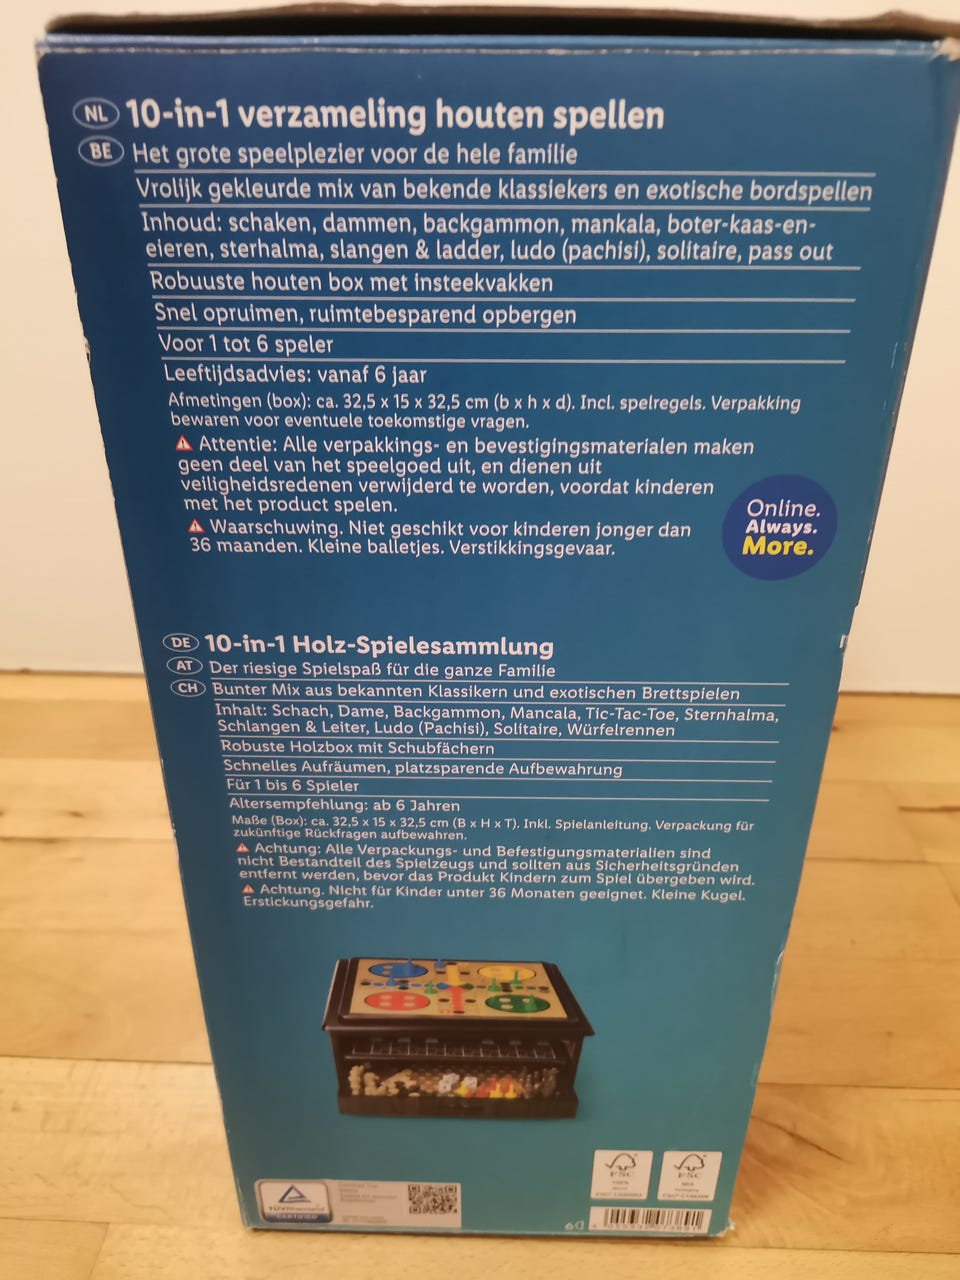 NL 10-in-1 verzameling houten spellen
BE Het grote speelplezier voor de hele familie
Vrolijk gekleurde mix van bekende klassiekers en exotische bordspellen
Inhoud: schaken, dammen, backgammon, mankala, boter-kaas-en-
eieren, sterhalma, slangen & ladder, ludo (pachisi), solitaire, pass out
Robuuste houten box met insteekvakken
Snel opruimen, ruimtebesparend opbergen
Voor 1 tot 6 speler
Leeftijdsadvies: vanaf 6 jaar
Afmetingen (box): ca. 32,5 x 15 x 32,5 cm (b x h x d). Incl. spelregels. Verpakking
bewaren voor eventuele toekomstige vragen.
Attentie: Alle verpakkings- en bevestigingsmaterialen maken
geen deel van het speelgoed uit, en dienen uit
veiligheidsredenen verwijderd te worden, voordat kinderen
met het product spelen.
Waarschuwing. Niet geschikt voor kinderen jonger dan
36 maanden. Kleine balletjes. Verstikkingsgevaar.
Online.
Always.
More.
DE 10-in-1 Holz-Spielesammlung
AT Der riesige Spielspaß für die ganze Familie
CH Bunter Mix aus bekannten Klassikern und exotischen Brettspielen
Inhalt: Schach, Dame, Backgammon, Mancala, Tic-Tac-Toe, Sternhalma,
Schlangen & Leiter, Ludo (Pachisi), Solitaire, Würfelrennen
Robuste Holzbox mit Schubfächern
Schnelles Aufräumen, platzsparende Aufbewahrung
Für 1 bis 6 Spieler
Altersempfehlung: ab 6 Jahren
Maße (Box): ca. 32,5 x 15 x 32,5 cm (B x H x T). Inkl. Spielanleitung. Verpackung für
zukünftige Rückfragen aufbewahren.
Achtung: Alle Verpackungs- und Befestigungsmaterialien sind
nicht Bestandteil des Spielzeugs und sollten aus Sicherheitsgründen
entfernt werden, bevor das Produkt Kindern zum Spiel übergeben wird.
Achtung. Nicht für Kinder unter 36 Monaten geeignet. Kleine Kugel.
Erstickungsgefahr.
FSC
FSC
TÜVRheinland
CERTIFIED